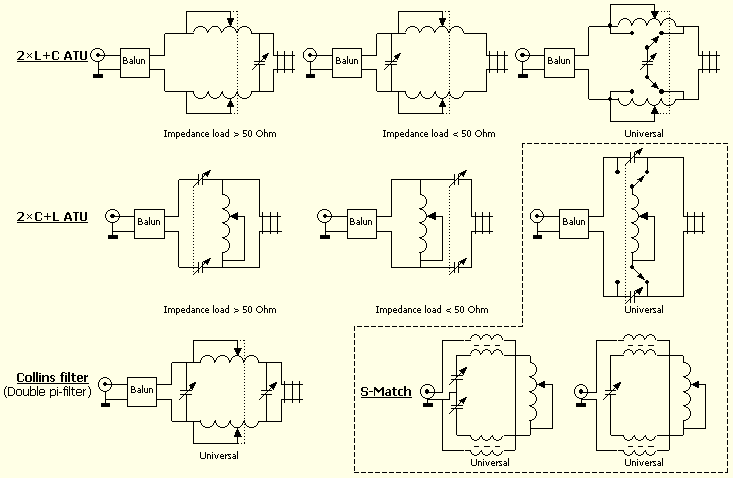 2×L+C ATU
Balun
Balun
Balun
Impedance load > 50 Ohm
Impedance load < 50 Ohm
Universal
2×C+L ATU
Balun
Balun
Balun
Impedance load > 50 Ohm
Impedance load < 50 Ohm
Universal
Collins filter
(Double pi-filter)
Balun
Universal
S-Match
Universal
Universal